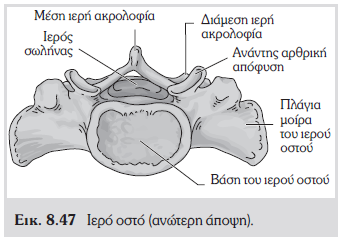 Μέση ιερή ακρολοφία
Ιερός
σωλήνας
Διάμεση ιερή
ακρολοφία
Ανάντης αρθρική
απόφυση
Πλάγια
μοίρα
του ιερού
οστού
Βάση του ιερού οστού
Εικ. 8.47 Ιερό οστό (ανώτερη άποψη).